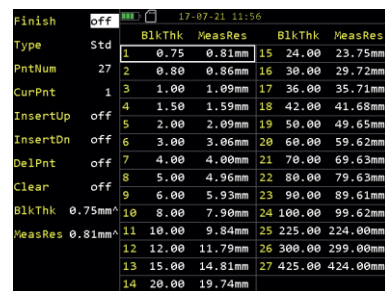 Finish off
17-07-21 11:56
BlkThk MeasRes BlkThk MeasRes
Type Std
PntNum 27
CurPnt 1
InsertUp off
InsertDn off
DelPnt off
Clear off
BlkThk 0.75mm^
MeasRes 0.81mm^
1 0.75 0.81mm 15 24.00 23.75mm
2 0.80 0.86mm 16 30.00 29.72mm
3 1.00 1.09mm 17 36.00 35.71mm
4 1.50 1.59mm 18 42.00 41.68mm
5 2.00 2.09mm 19 50.00 49.65mm
6 3.00 3.06mm 20 60.00 59.62mm
7 4.00 4.00mm 21 70.00 69.63mm
8 5.00 4.96mm 22 80.00 79.63mm
9 6.00 5.93mm 23 90.00 89.61mm
10 8.00 7.90mm 24 100.00 99.62mm
11 10.00 9.84mm 25 225.00 224.00mm
12 12.00 11.79mm 26 300.00 299.00mm
13 15.00 14.81mm 27 425.00 424.00mm
14 20.00 19.74mm